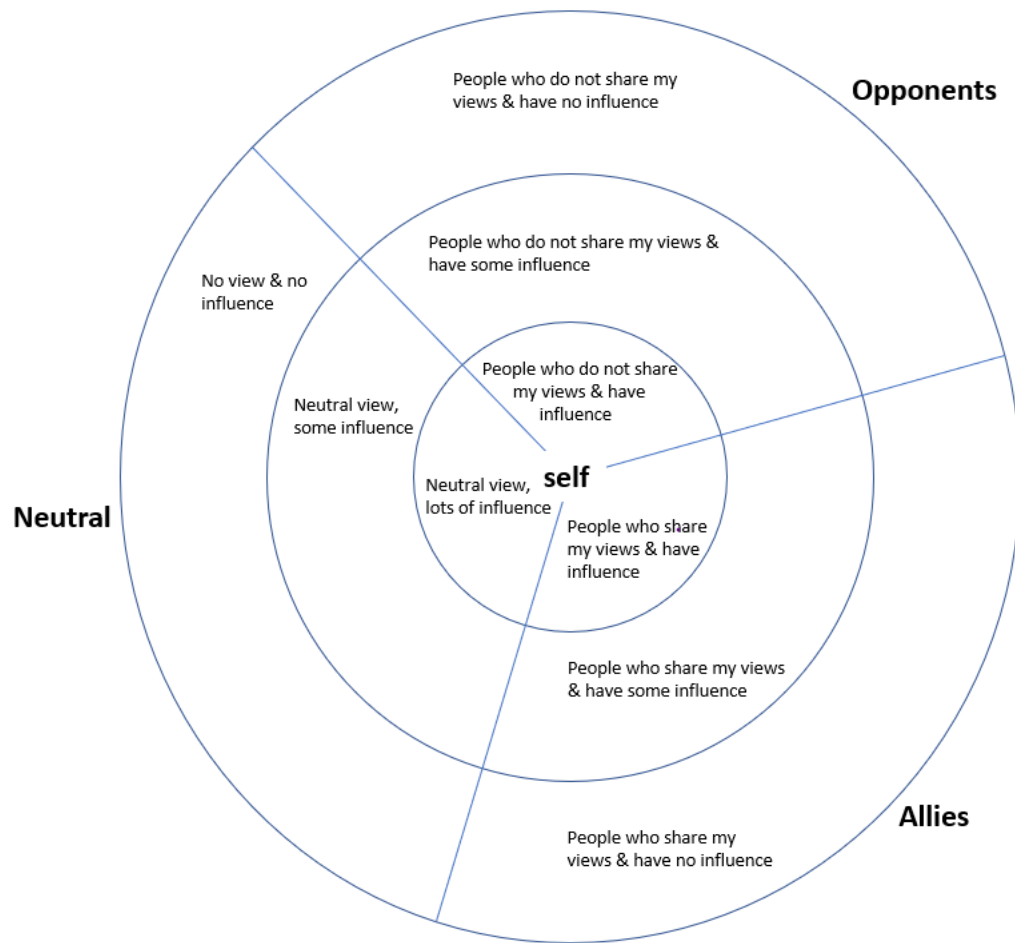 People who do not share my
views & have no influence
Opponents
People who do not share my views &
have some influence
No view & no
influence
People who do not share
my views & have
influence
Neutral view,
some influence
self
Neutral view,
lots of influence
Neutral
People who share
my views & have
influence
People who share my views
& have some influence
Allies
People who share my
views & have no influence